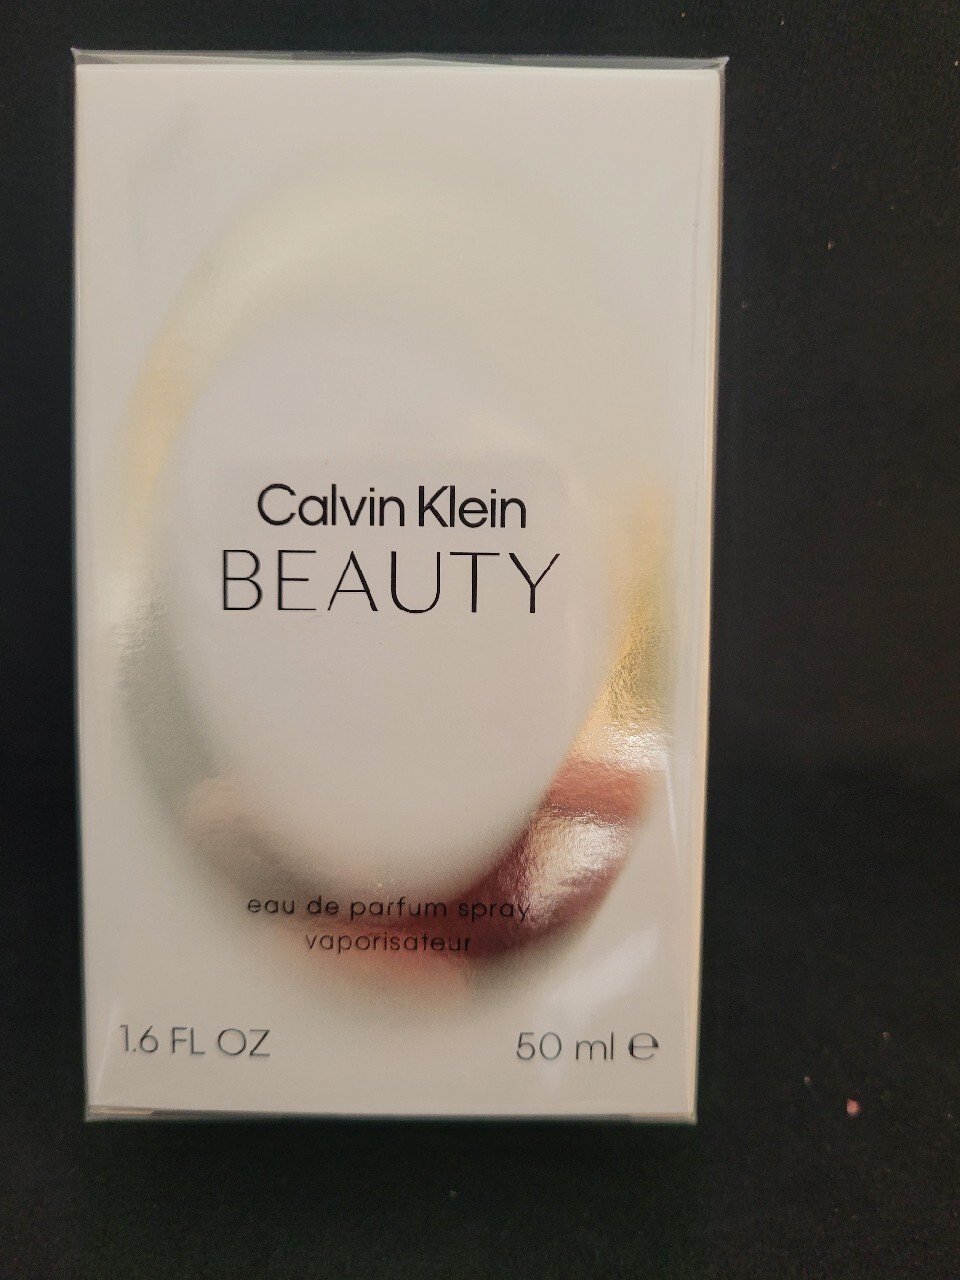 Calvin Klein
BEAUTY
eau de parfum spray
vaporisateur
1.6 FL OZ
50 ml ℮